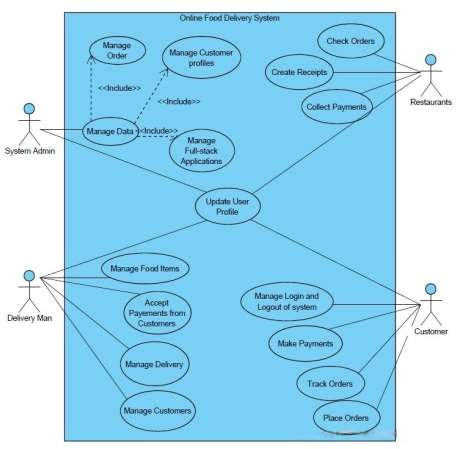 Online Food Delivery System
Manage
Order
Manage Customer
profiles
Check Orders
Create Receipts
Restaurants
Collect Payments
<<Include>>
<<Include>>
Manage Data
<<Include>>
System Admin
Manage
Full-stack
Applications
Update User
Profile
Manage Food Items
Accept
Payments from
Customers
Delivery Man
Manage Login and
Logout of system
Customer
Make Payments
Manage Delivery
Track Orders
Manage Customers
Place Orders